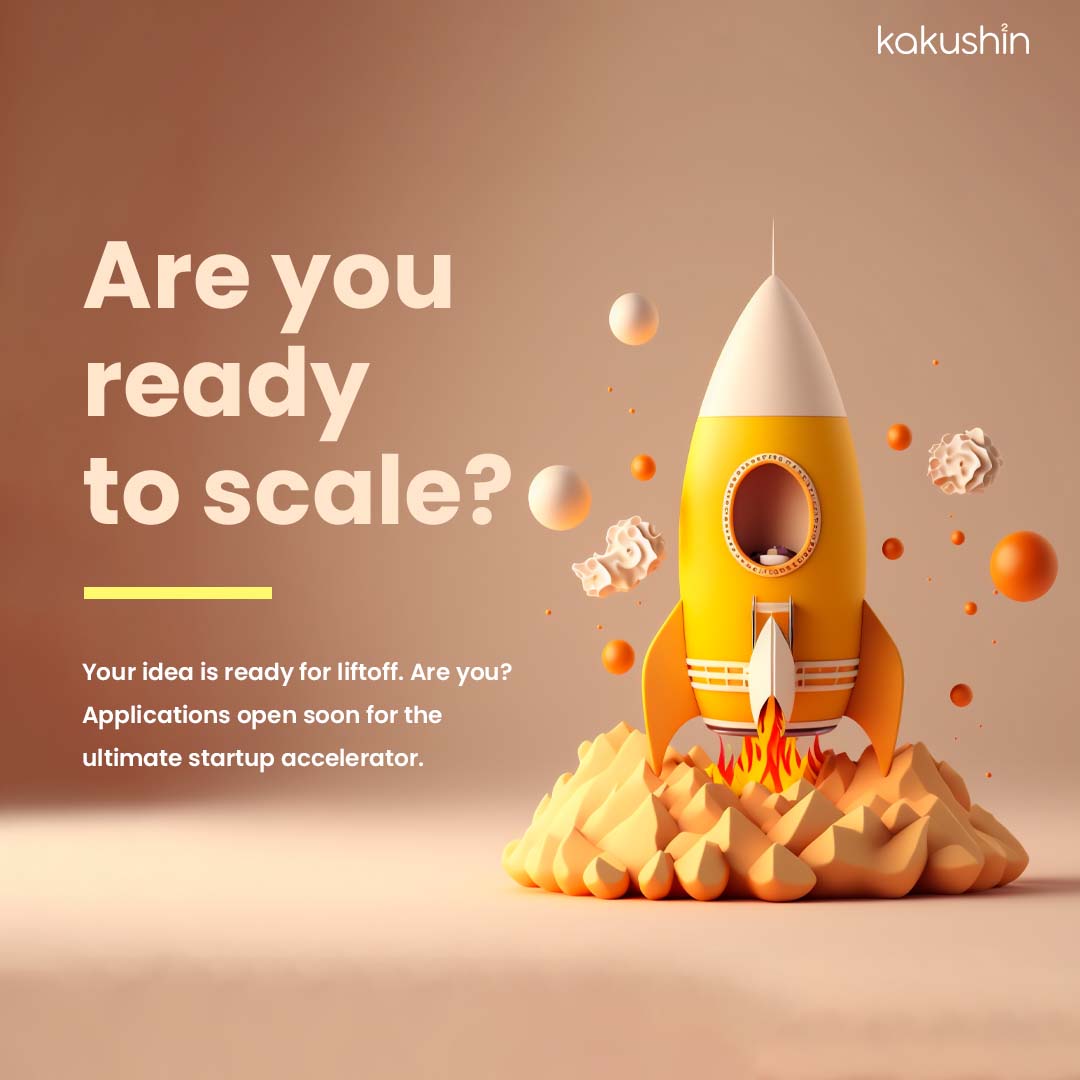 kakushin²
Are you
ready
to scale?
Your idea is ready for liftoff. Are you?
Applications open soon for the
ultimate startup accelerator.